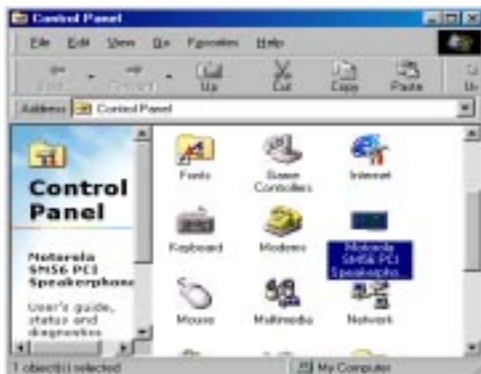 Control Panel
File Edit View Go Favorites Help
Back Forward Up Cut Copy Paste
Address Control Panel
Control
Panel
Motorola
SM56 PCI
Speakerphone
User's guide,
status and
diagnostics
Fonts
Game
Controllers
Internet
Keyboard
Modems
Motorola
SM56 PCI
Speakerpho...
Mouse
Multimedia
Network
1 object(s) selected
My Computer